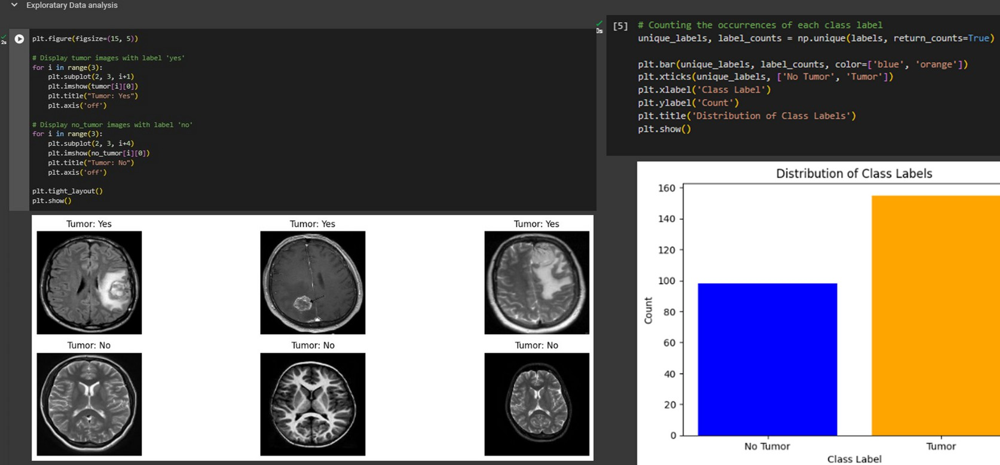 Exploratary Data analysis
2s
plt.figure(figsize=(15, 5))
# Display tumor images with label 'yes'
for i in range(3):
    plt.subplot(2, 3, i+1)
    plt.imshow(tumor[i][0])
    plt.title("Tumor: Yes")
    plt.axis('off')
# Display no_tumor images with label 'no'
for i in range(3):
    plt.subplot(2, 3, i+4)
    plt.imshow(no_tumor[i][0])
    plt.title("Tumor: No")
    plt.axis('off')
plt.tight_layout()
plt.show()
Tumor: Yes
Tumor: Yes
Tumor: Yes
Tumor: No
Tumor: No
Tumor: No
0s
[5]
# Counting the occurrences of each class label
unique_labels, label_counts = np.unique(labels, return_counts=True)
plt.bar(unique_labels, label_counts, color=['blue', 'orange'])
plt.xticks(unique_labels, ['No Tumor', 'Tumor'])
plt.xlabel('Class Label')
plt.ylabel('Count')
plt.title('Distribution of Class Labels')
plt.show()
Distribution of Class Labels
160
140
120
100
80
60
40
20
0
Count
No Tumor
Tumor
Class Label